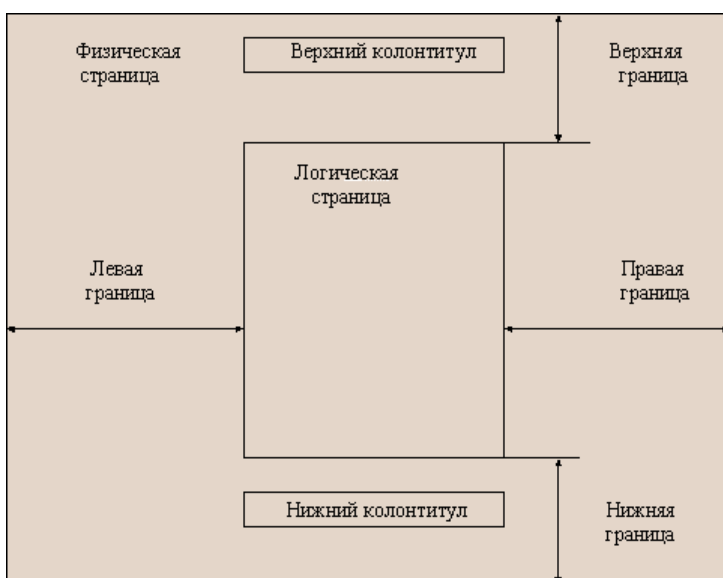 Физическая
страница
Верхний колонтитул
Верхняя
граница
Логическая
страница
Левая
граница
Правая
граница
Нижний колонтитул
Нижняя
граница